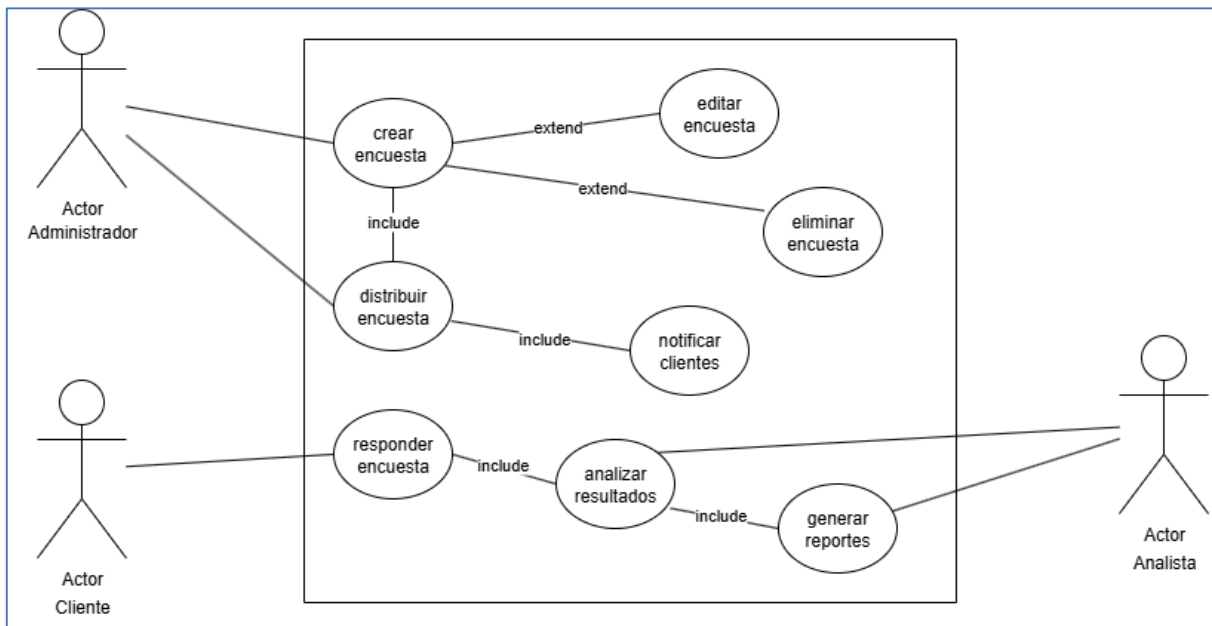 crear
encuesta
extend
editar
encuesta
extend
eliminar
encuesta
Actor
Administrador
include
distribuir
encuesta
include
notificar
clientes
responder
encuesta
include
analizar
resultados
include
generar
reportes
Actor
Cliente
Actor
Analista